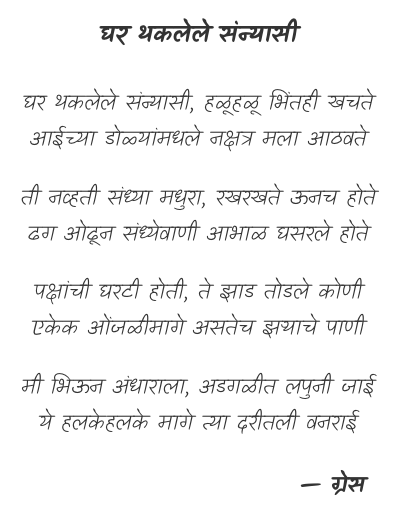 घर थकलेले संन्यासी
घर थकलेले संन्यासी, हळूहळू भिंतही खचते
आईच्या डोळ्यांमधले नक्षत्र मला आठवते
ती नव्हती संध्या मधुरा, रखरखते ऊनच होते
ढग ओढून संध्येवाणी आभाळ घसरले होते
पक्षांची घरटी होती, ते झाड तोडले कोणी
एकेक ओंजळीमागे असतेच झऱ्याचे पाणी
मी भिऊन अंधाराला, अडगळीत लपुनी जाई
ये हलकेहलके मागे त्या दरीतली वनराई
— ग्रेस